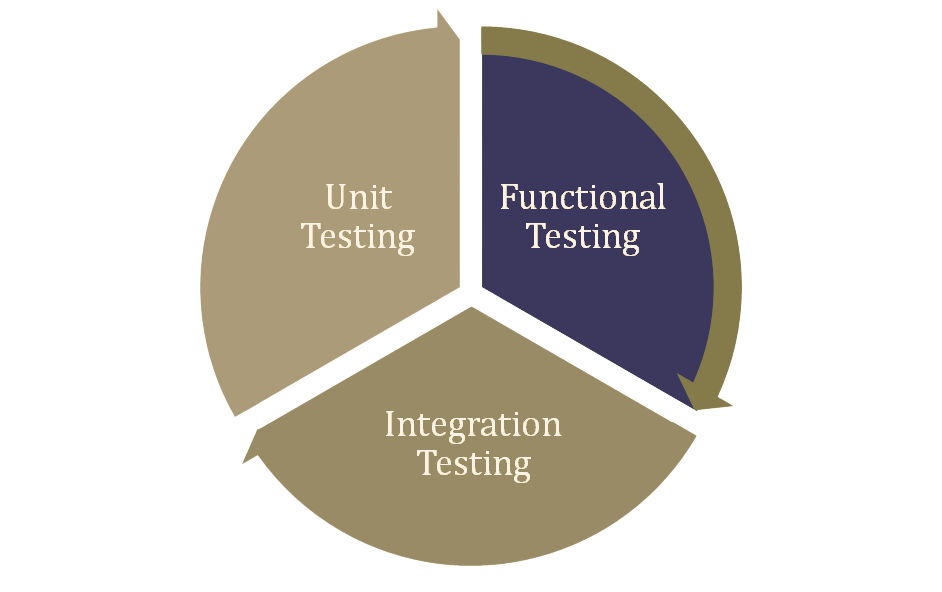 Unit
Testing
Functional
Testing
Integration
Testing